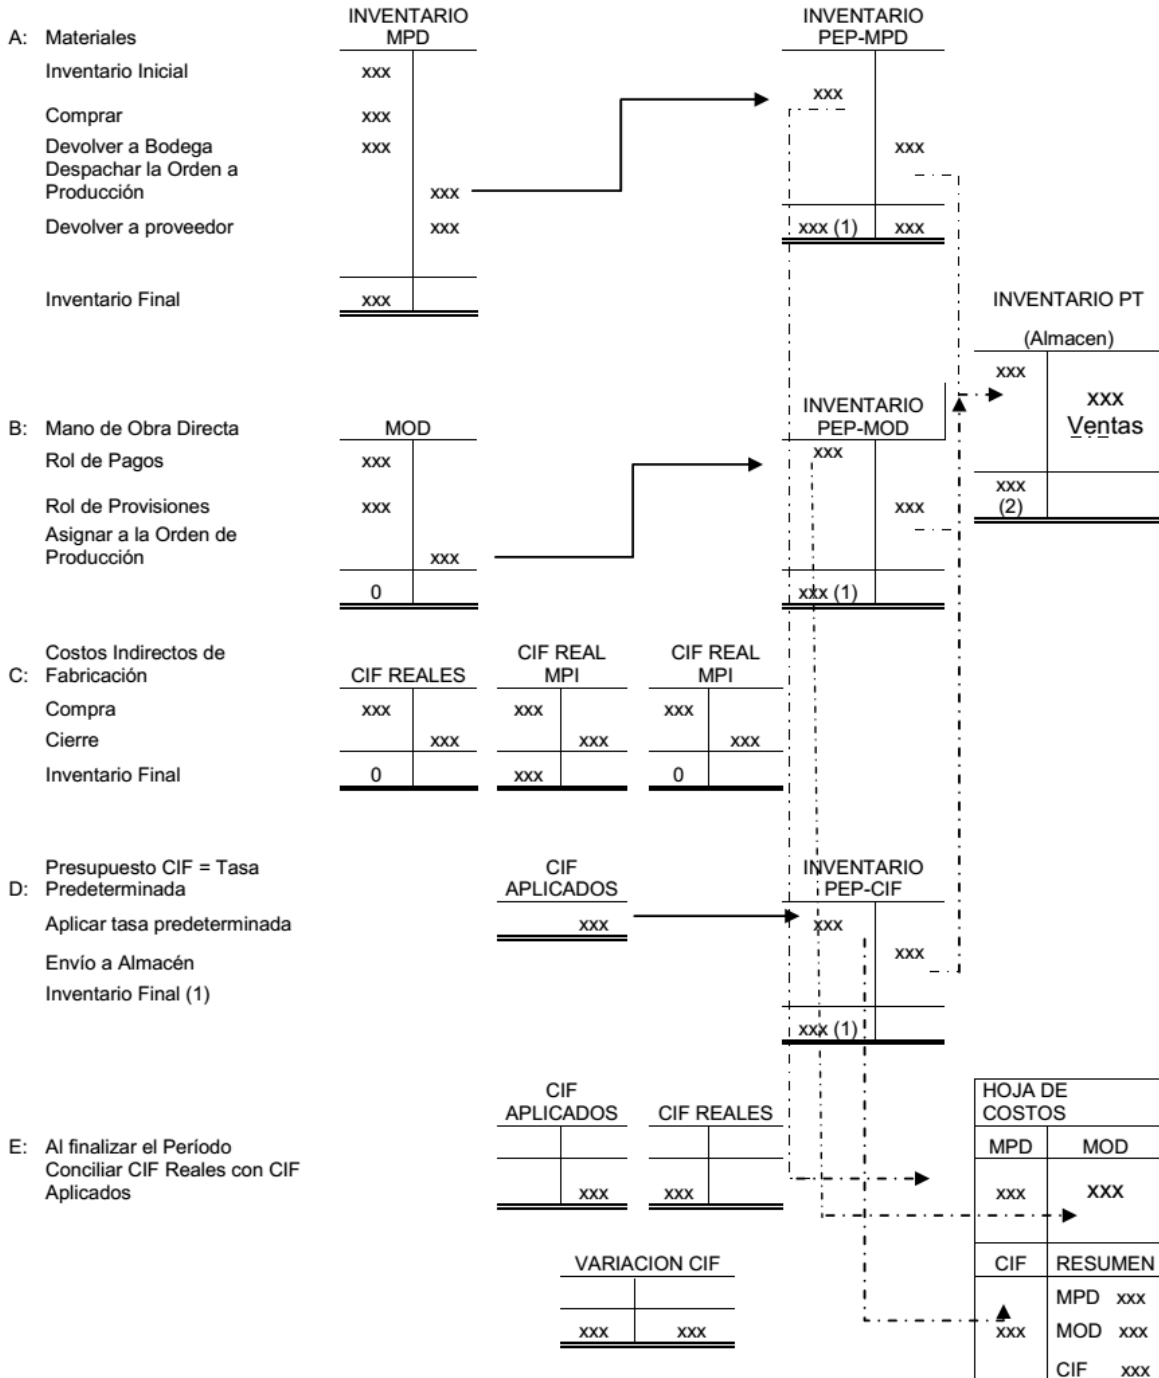 INVENTARIO
MPD
INVENTARIO
PEP-MPD
A: Materiales
Inventario Inicial xxx
xxx
Comprar xxx
Devolver a Bodega xxx xxx
Despachar la Orden a
Producción xxx
Devolver a proveedor xxx xxx (1) xxx
Inventario Final xxx
INVENTARIO PT
(Almacen)
xxx
xxx
Ventas
xxx
(2)
INVENTARIO
PEP-MOD
B: Mano de Obra Directa MOD
Rol de Pagos xxx xxx
Rol de Provisiones xxx xxx
Asignar a la Orden de
Producción xxx
0 xxx (1)
Costos Indirectos de
C: Fabricación
CIF REALES
CIF REAL
MPI
CIF REAL
MPI
Compra xxx xxx xxx
Cierre xxx xxx xxx
Inventario Final 0 xxx 0
Presupuesto CIF = Tasa
D: Predeterminada
CIF
APLICADOS
INVENTARIO
PEP-CIF
Aplicar tasa predeterminada xxx xxx
xxx
Envío a Almacén
Inventario Final (1)
xxx (1)
CIF
APLICADOS
CIF REALES
E: Al finalizar el Período
Conciliar CIF Reales con CIF
Aplicados xxx xxx
VARIACION CIF
xxx xxx
HOJA DE
COSTOS
MPD MOD
xxx xxx
CIF RESUMEN
MPD xxx
xxx MOD xxx
CIF xxx